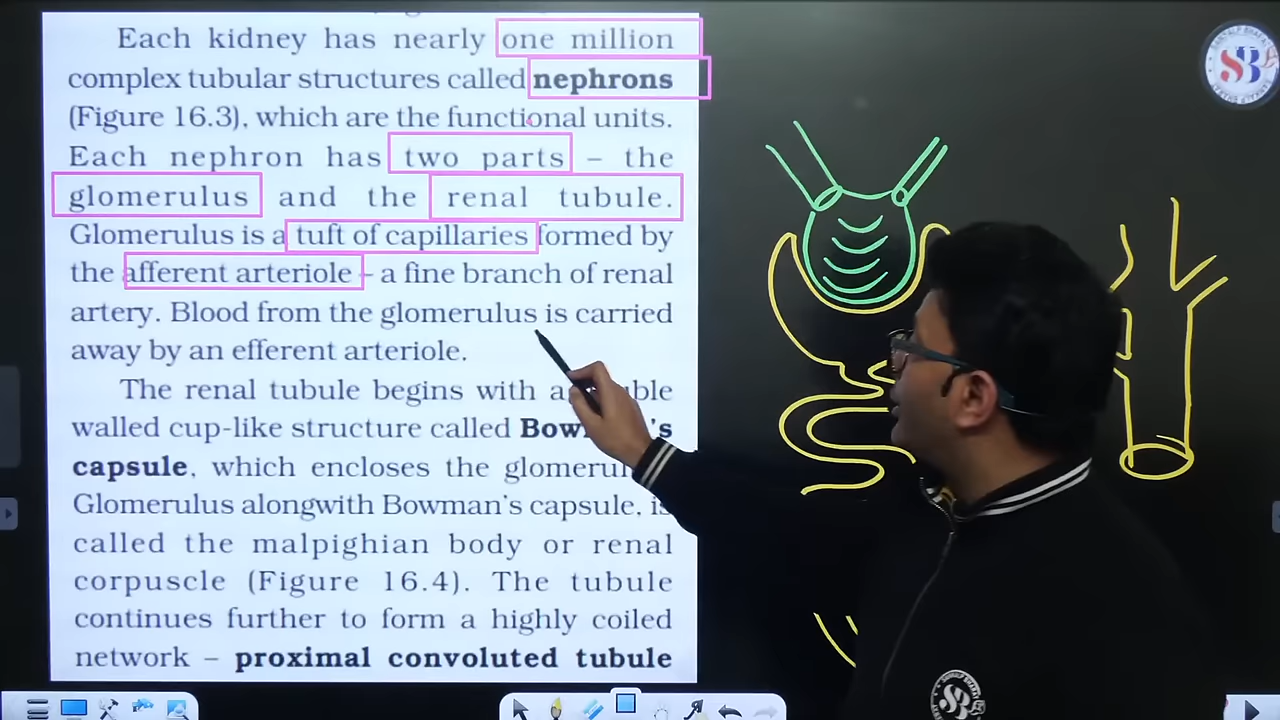 Each kidney has nearly one million
complex tubular structures called nephrons
(Figure 16.3), which are the functional units.
Each nephron has two parts – the
glomerulus and the renal tubule.
Glomerulus is a tuft of capillaries formed by
the afferent arteriole – a fine branch of renal
artery. Blood from the glomerulus is carried
away by an efferent arteriole.
The renal tubule begins with a
walled cup-like structure called
capsule, which encloses the
Glomerulus alongwith Bowman's capsule, is
called the malpighian body or renal
corpuscle (Figure 16.4). The tubule
continues further to form a highly coiled
network – proximal convoluted tubule
SB
SB